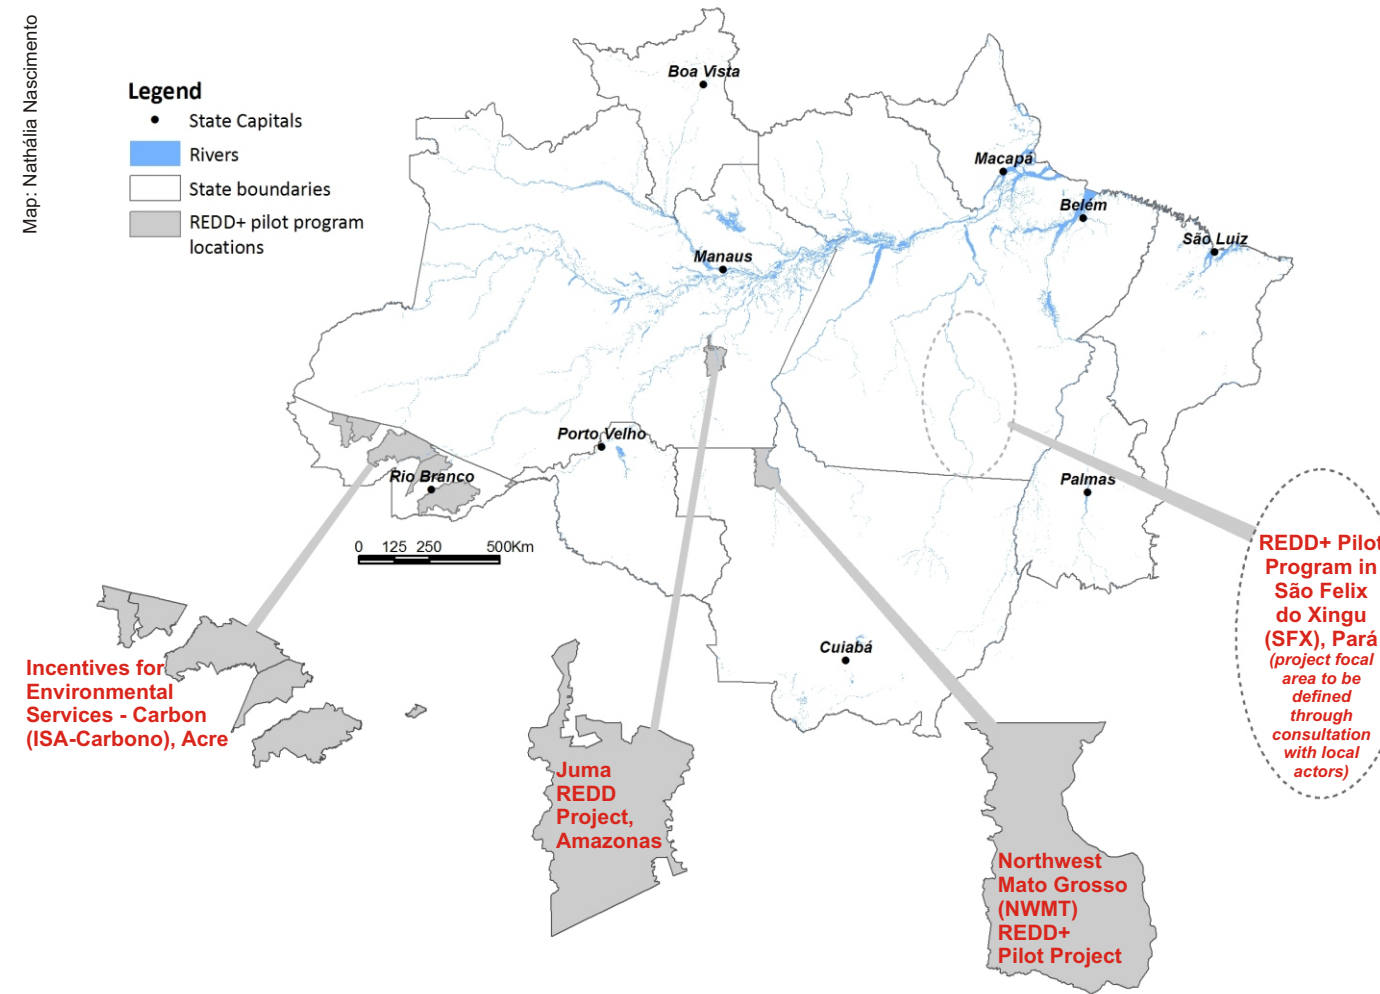 Map: Nathália Nascimento
Legend
State Capitals
Rivers
State boundaries
REDD+ pilot program
locations
Boa Vista
Macapá
Belém
São Luiz
Manaus
Porto Velho
Rio Branco
Palmas
Cuiabá
0 125 250 500Km
Incentives for
Environmental
Services - Carbon
(ISA-Carbono), Acre
Juma
REDD
Project,
Amazonas
Northwest
Mato Grosso
(NWMT)
REDD+
Pilot Project
REDD+ Pilot
Program in
São Felix
do Xingu
(SFX), Pará
(project focal
area to be
defined
through
consultation
with local
actors)